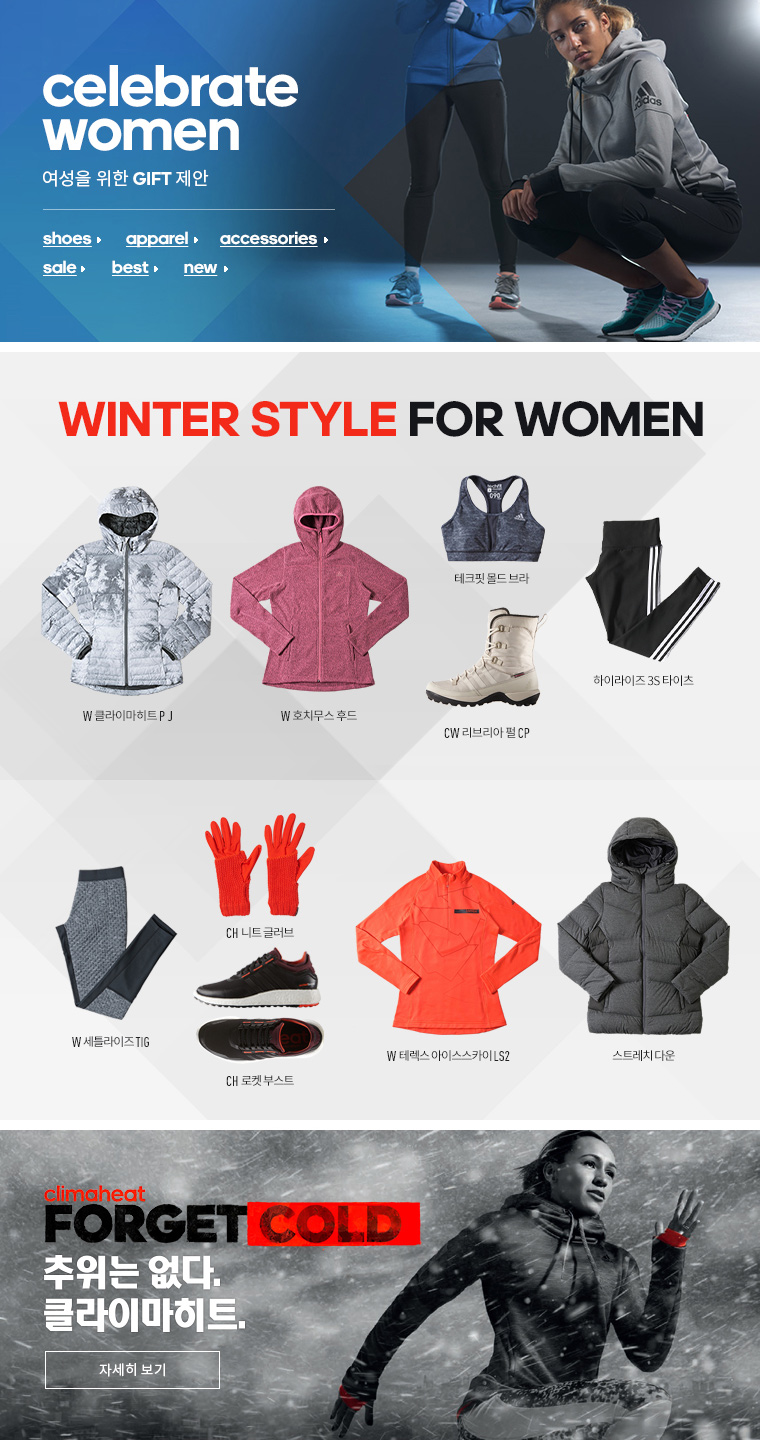 celebrate
women
여성을 위한 GIFT 제안
shoes apparel accessories
sale best new
adidas
WINTER STYLE FOR WOMEN
090
테크핏 몰드 브라
하이라이즈 3S 타이츠
W 클라이마히트 P J
W 호치무스 후드
CW 리브리아 펄 CP
CH 니트 글러브
W 세틀라이즈 TIG
W 테렉스 아이스스카이 LS2
스트레치 다운
CH 로켓 부스트
climaheat
FORGET COLD
추위는 없다.
클라이마히트.
자세히 보기